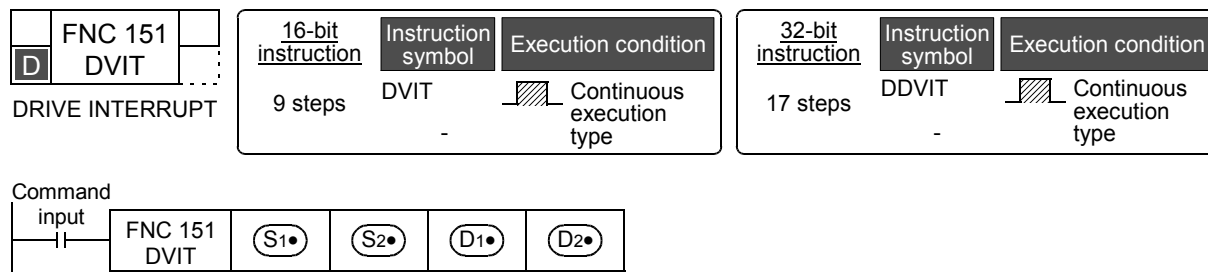 FNC 151
D DVIT
DRIVE INTERRUPT
16-bit instruction
Instruction symbol
Execution condition
9 steps
DVIT
Continuous execution type
-
32-bit instruction
Instruction symbol
Execution condition
17 steps
DDVIT
Continuous execution type
-
Command input
FNC 151
DVIT
S1•
S2•
D1•
D2•